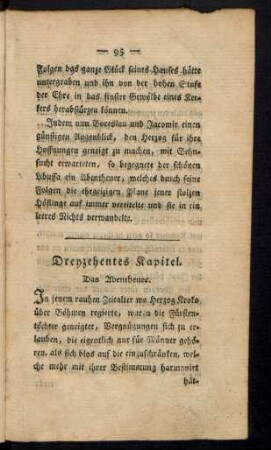 — 95 —
Folgen das ganze Glück seines Hauses hätte
untergraben und ihn von der hohen Stufe
der Ehre in das finstre Gewölbe eines Ker-
kers herabstürzen können.
Indem nun Boreslau und Jacomir einen
günstigen Augenblick, den Herzog für ihre
Hoffnungen geneigt zu machen, mit Sehn-
sucht erwarteten, so begegnete der schönen
Libussa ein Abentheuer, welches durch seine
Folgen die ehrgeizigen Plane jener stolzen
Höflinge auf immer vereitelte und sie in ein
leeres Nichts verwandelte.
Dreyzehentes Kapitel.
Das Abentheuer.
In jenem rauhen Zeitalter wo Herzog Kroko
über Böhmen regierte, waren die Fürsten-
töchter geneigter, Vergnügungen sich zu er-
lauben, die eigentlich nur für Männer gehö-
ren, als sich blos auf die einzuschränken, wel-
che mehr mit ihrer Bestimmung harmonirt
hät-